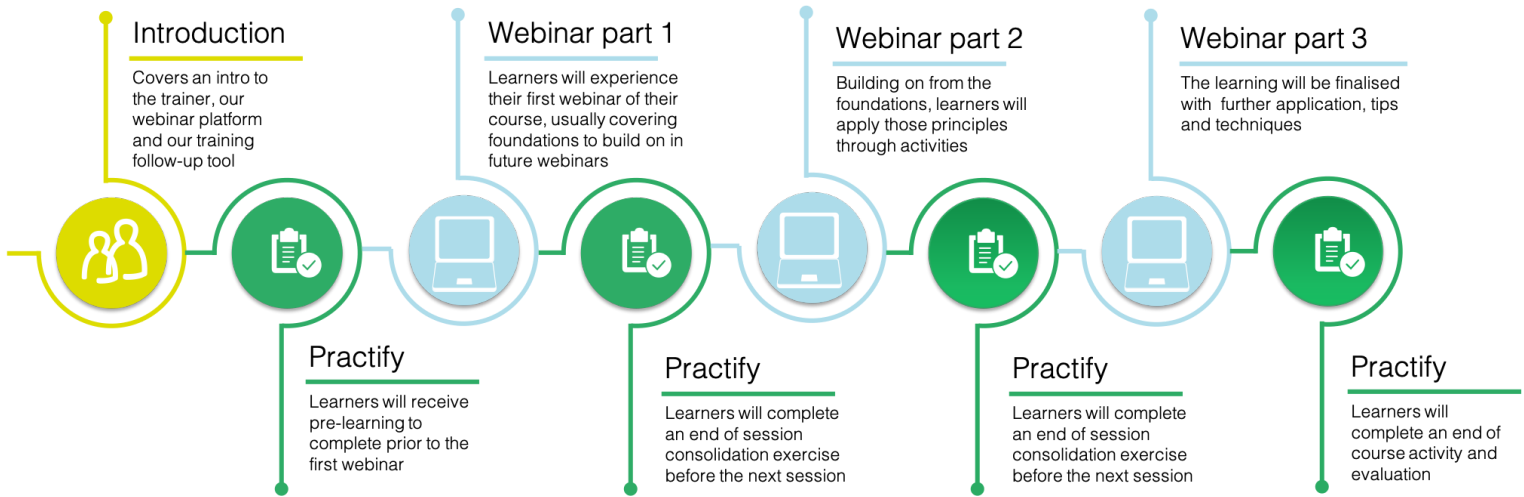 Introduction
Covers an intro to
the trainer, our
webinar platform
and our training
follow-up tool
Practify
Learners will receive
pre-learning to
complete prior to the
first webinar
Webinar part 1
Learners will experience
their first webinar of their
course, usually covering
foundations to build on in
future webinars
Practify
Learners will complete
an end of session
consolidation exercise
before the next session
Webinar part 2
Building on from the
foundations, learners will
apply those principles
through activities
Practify
Learners will complete
an end of session
consolidation exercise
before the next session
Webinar part 3
The learning will be finalised
with  further application, tips
and techniques
Practify
Learners will
complete an end of
course activity and
evaluation